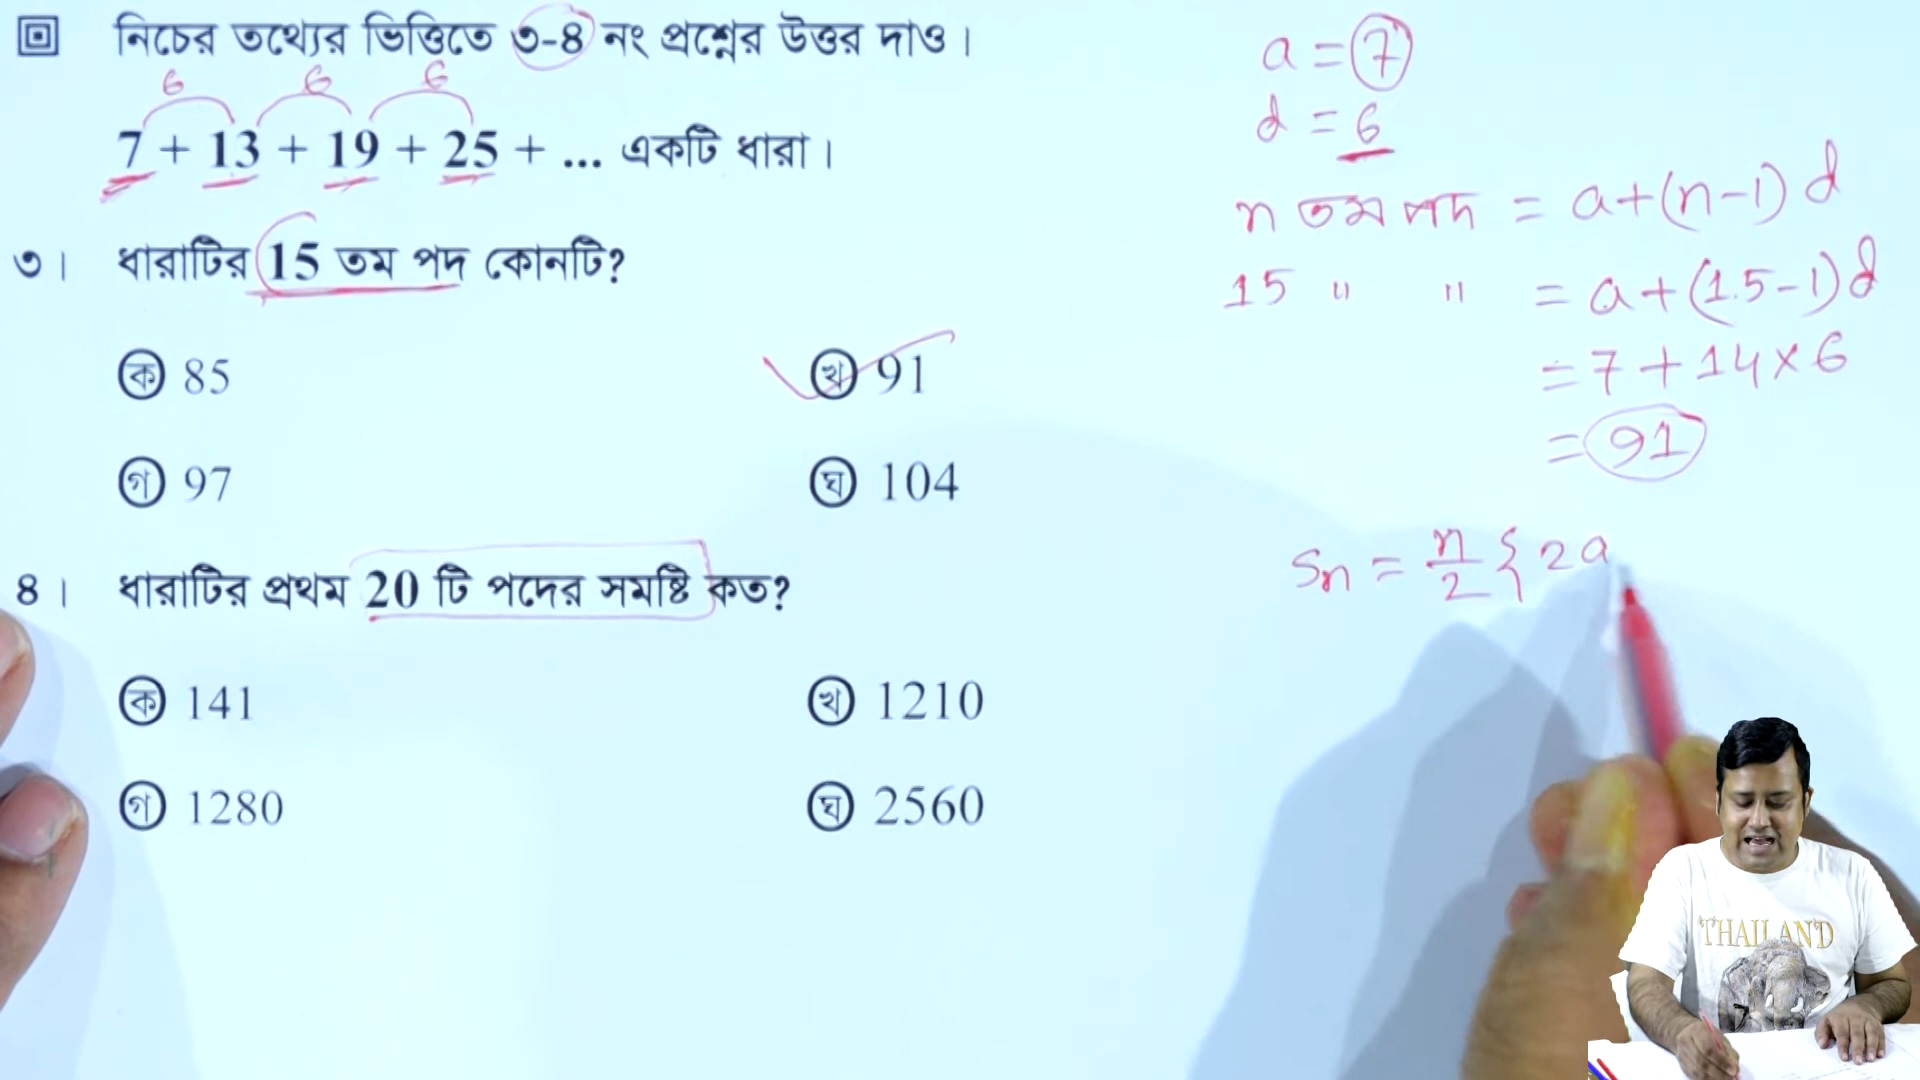 নিচের তথ্যের ভিত্তিতে ৩-৪ নং প্রশ্নের উত্তর দাও।
6 6 6
7 + 13 + 19 + 25 + ... একটি ধারা।
৩। ধারাটির 15 তম পদ কোনটি?
ক 85
খ 91
গ 97
ঘ 104
৪। ধারাটির প্রথম 20 টি পদের সমষ্টি কত?
ক 141
খ 1210
গ 1280
ঘ 2560
a = 7
d = 6
n তম পদ = a+(n-1) d
15 " " = a+(15-1)d
= 7+14×6
= 91
Sn = n/2 { 2a
THAILAND